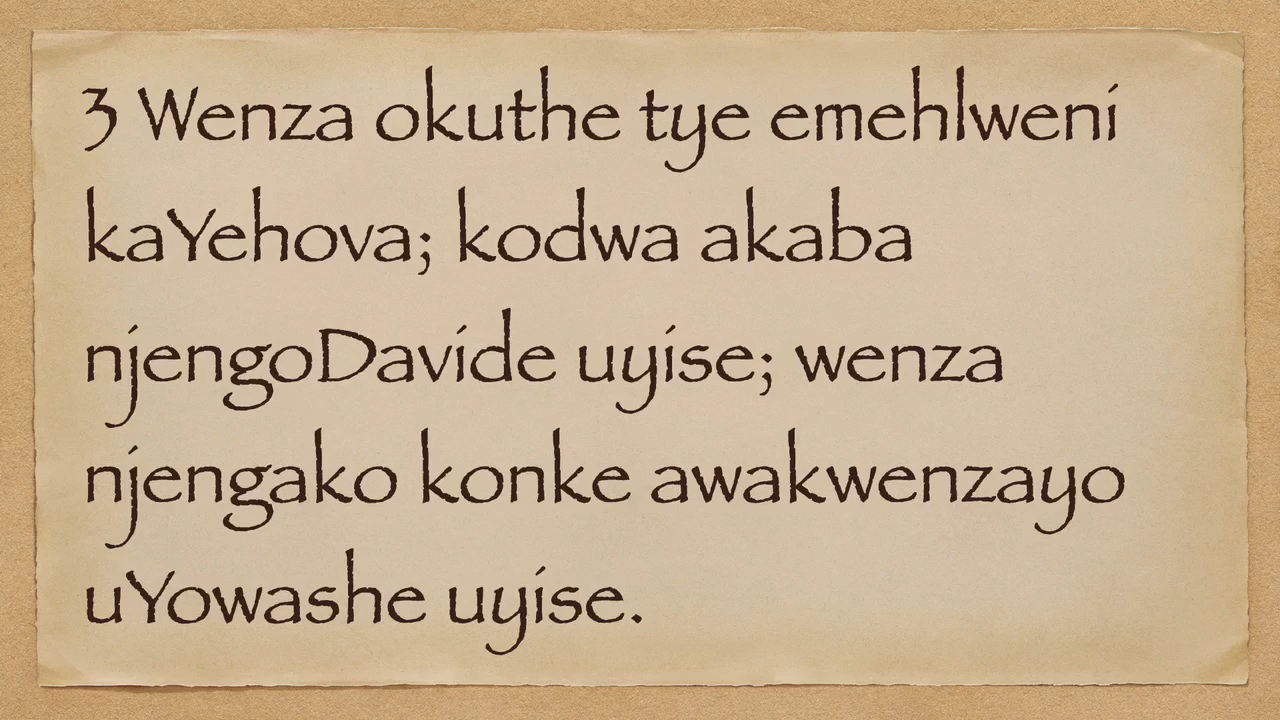 3 Wenza okuthe tye emehlweni
kaYehova; kodwa akaba
njengoDavide uyise; wenza
njengako konke awakwenzayo
uYowashe uyise.